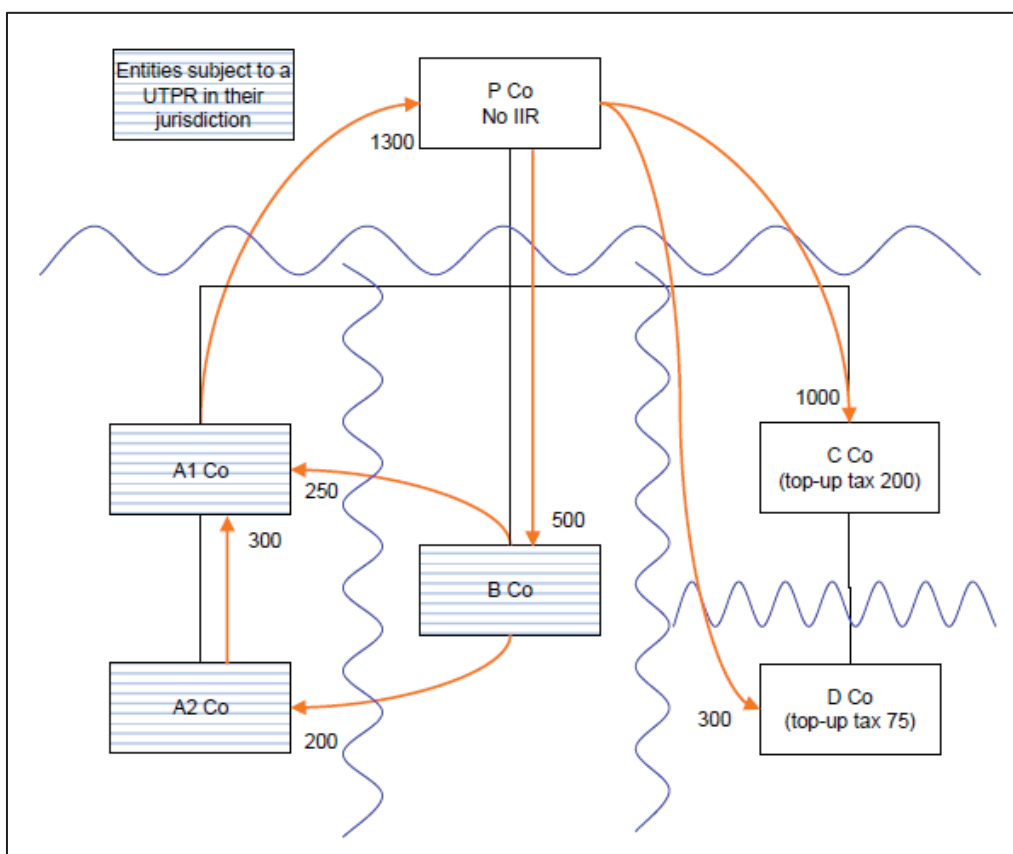 Entities subject to a
UTPR in their
jurisdiction
P Co
No IIR
1300
1000
A1 Co
C Co
(top-up tax 200)
250
500
300
B Co
A2 Co
D Co
(top-up tax 75)
300
200